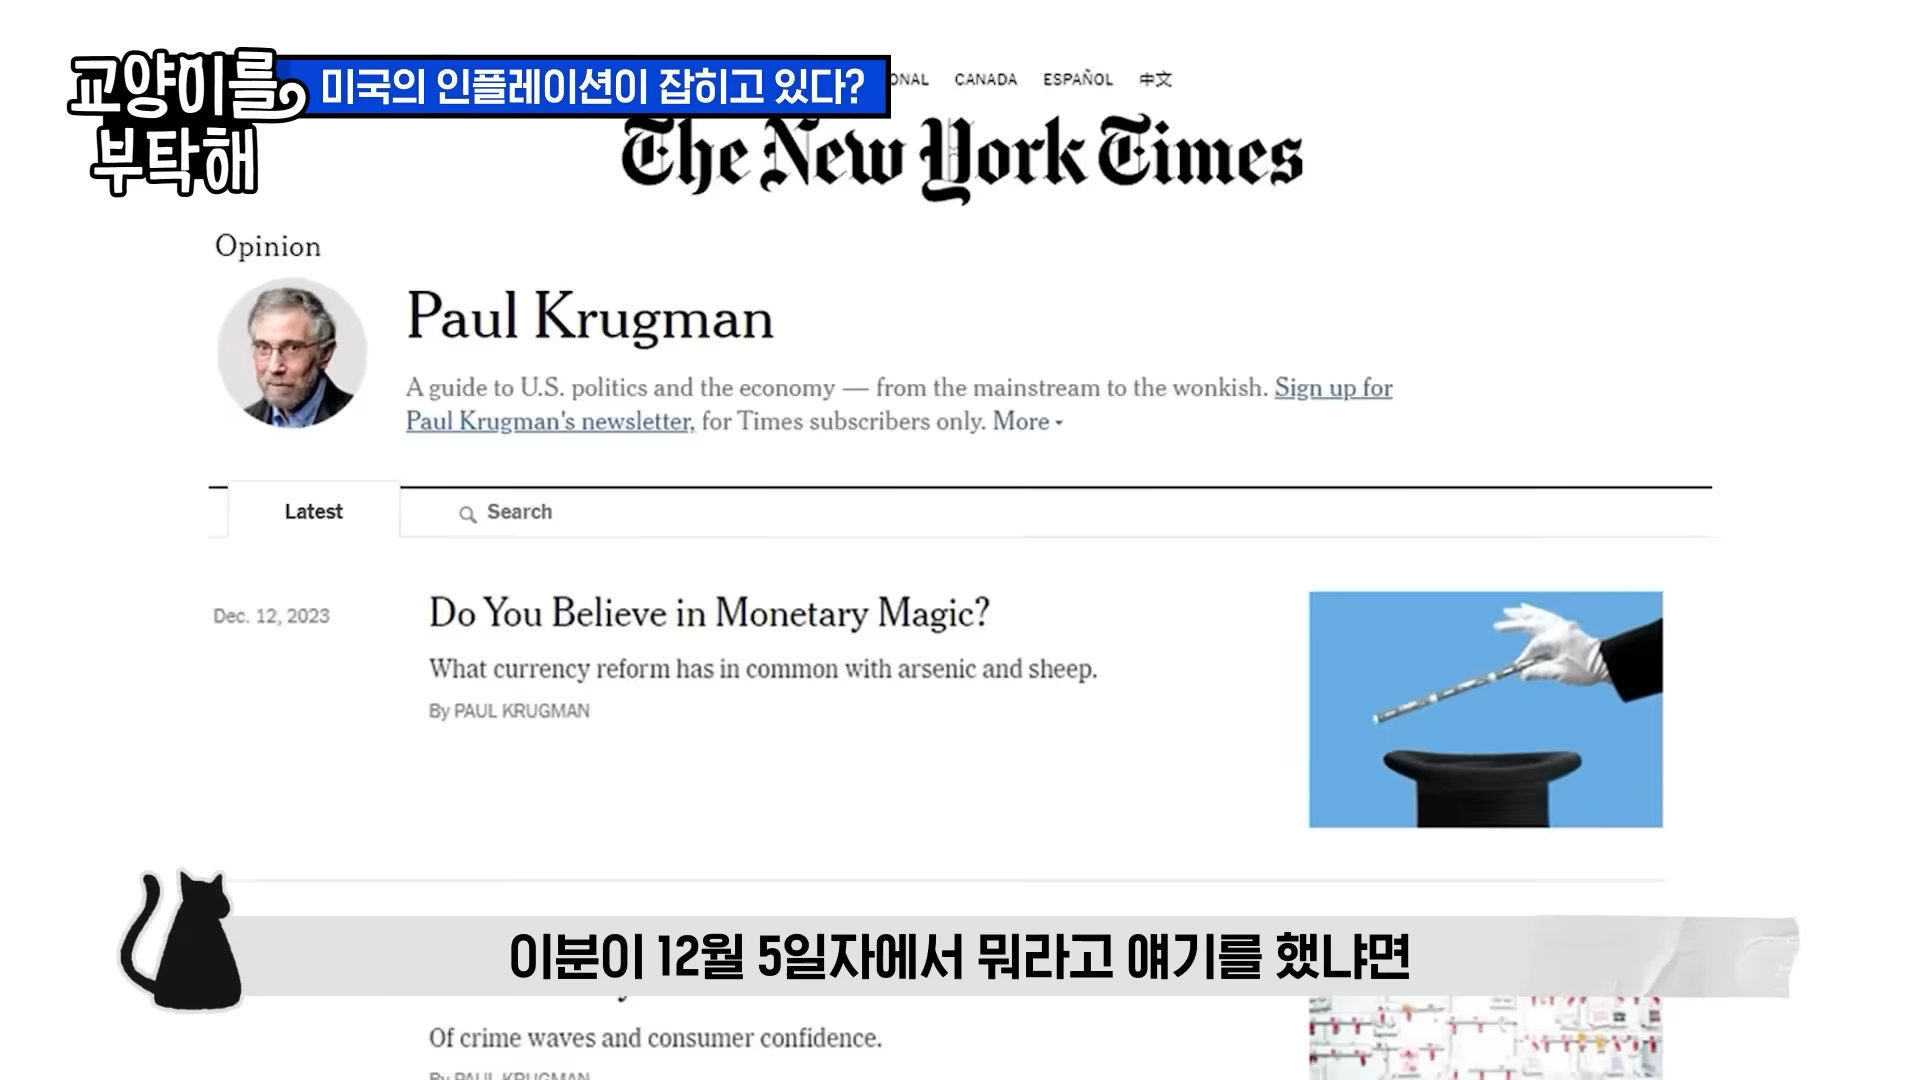 교양이를
부탁해
미국의 인플레이션이 잡히고 있다?
CANADA ESPAÑOL 中文
The New York Times
Opinion
Paul Krugman
A guide to U.S. politics and the economy — from the mainstream to the wonkish. Sign up for
Paul Krugman's newsletter, for Times subscribers only. More
Latest
Search
Dec. 12, 2023
Do You Believe in Monetary Magic?
What currency reform has in common with arsenic and sheep.
By PAUL KRUGMAN
이분이 12월 5일자에서 뭐라고 얘기를 했냐면
Of crime waves and consumer confidence.
By PAUL KRUGMAN